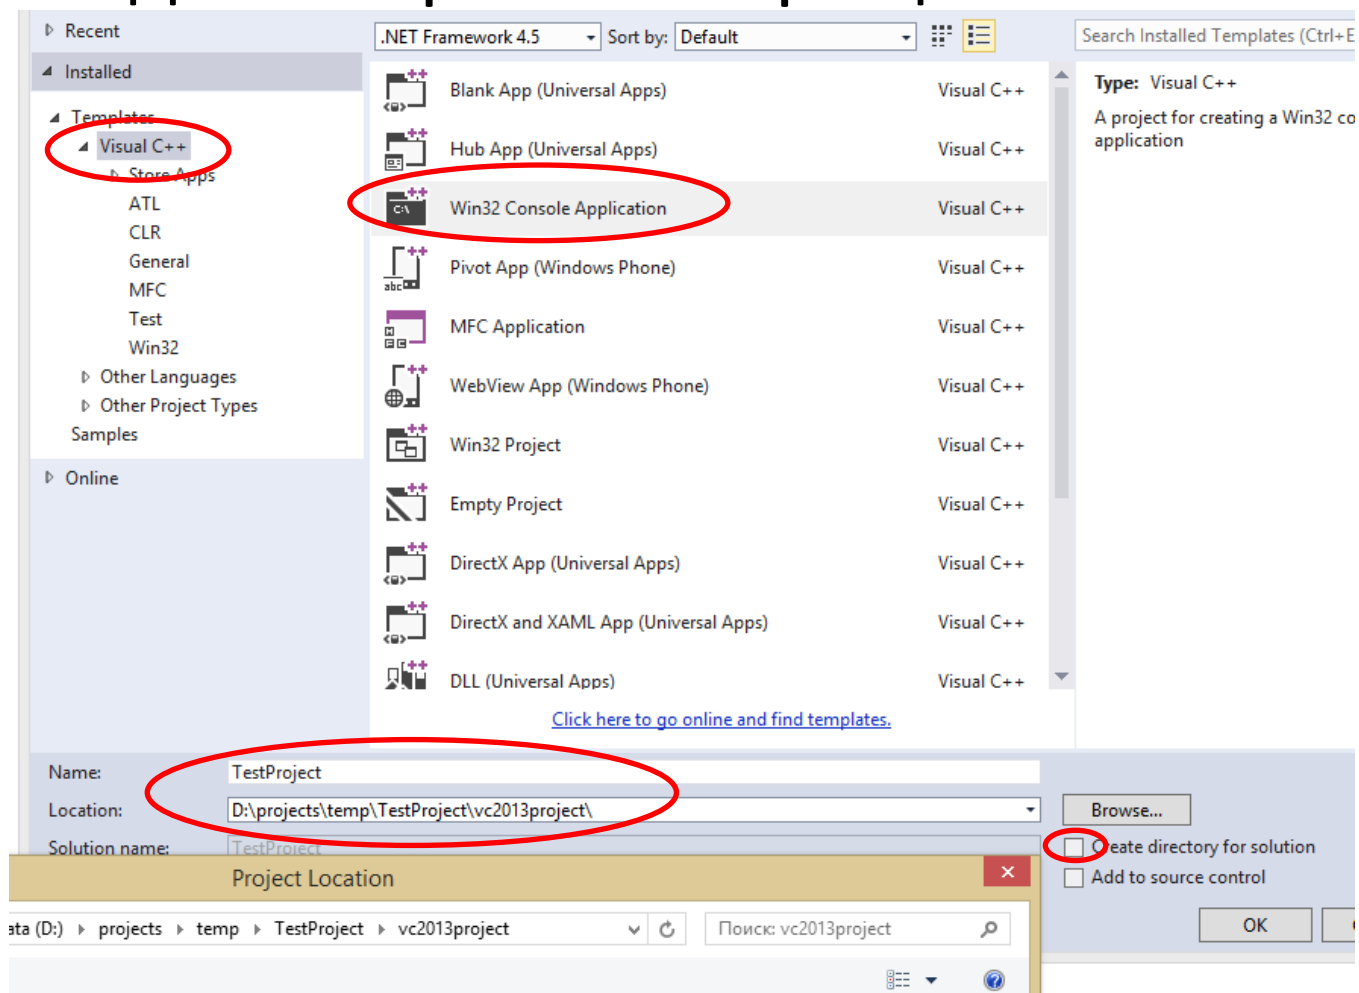 Recent
.NET Framework 4.5 Sort by: Default Search Installed Templates (Ctrl+E
Installed
Templates
Visual C++
Store Apps
ATL
CLR
General
MFC
Test
Win32
Other Languages
Other Project Types
Samples
Online
Blank App (Universal Apps) Visual C++
Hub App (Universal Apps) Visual C++
Win32 Console Application Visual C++
Pivot App (Windows Phone) Visual C++
MFC Application Visual C++
WebView App (Windows Phone) Visual C++
Win32 Project Visual C++
Empty Project Visual C++
DirectX App (Universal Apps) Visual C++
DirectX and XAML App (Universal Apps) Visual C++
DLL (Universal Apps) Visual C++
Click here to go online and find templates.
Type: Visual C++
A project for creating a Win32 co
application
Name: TestProject
Location: D:\projects\temp\TestProject\vc2013project\ Browse...
Solution name: TestProject Create directory for solution
Add to source control
OK
Project Location
ata (D:) projects temp TestProject vc2013project Поиск: vc2013project